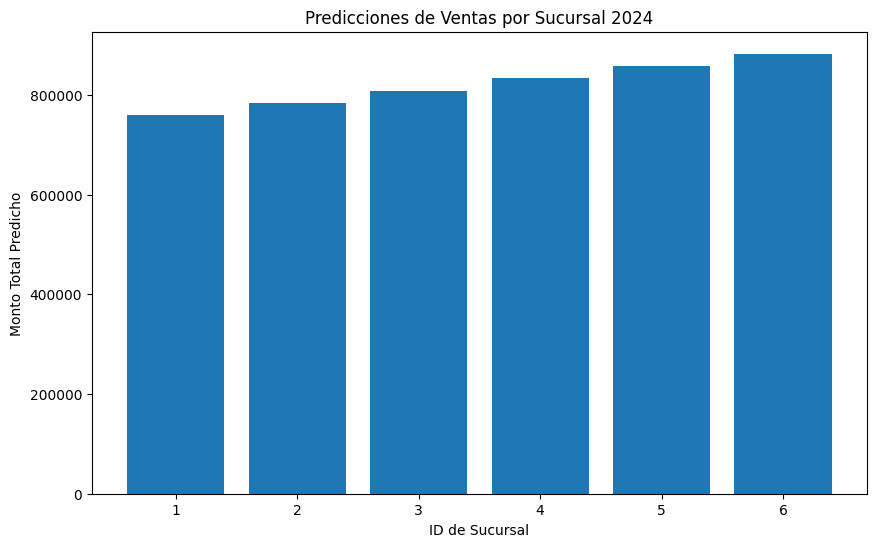 Predicciones de Ventas por Sucursal 2024
Monto Total Predicho
800000
600000
400000
200000
0
1 2 3 4 5 6
ID de Sucursal